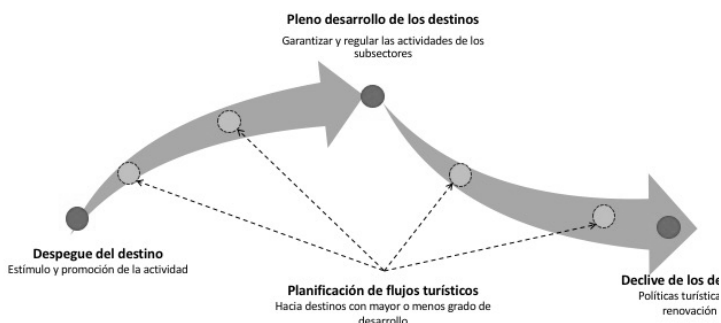 Pleno desarrollo de los destinos
Garantizar y regular las actividades de los
subsectores
Despegue del destino
Estímulo y promoción de la actividad
Planificación de flujos turísticos
Hacia destinos con mayor o menos grado de
desarrollo
Declive de los de
Políticas turística
renovación